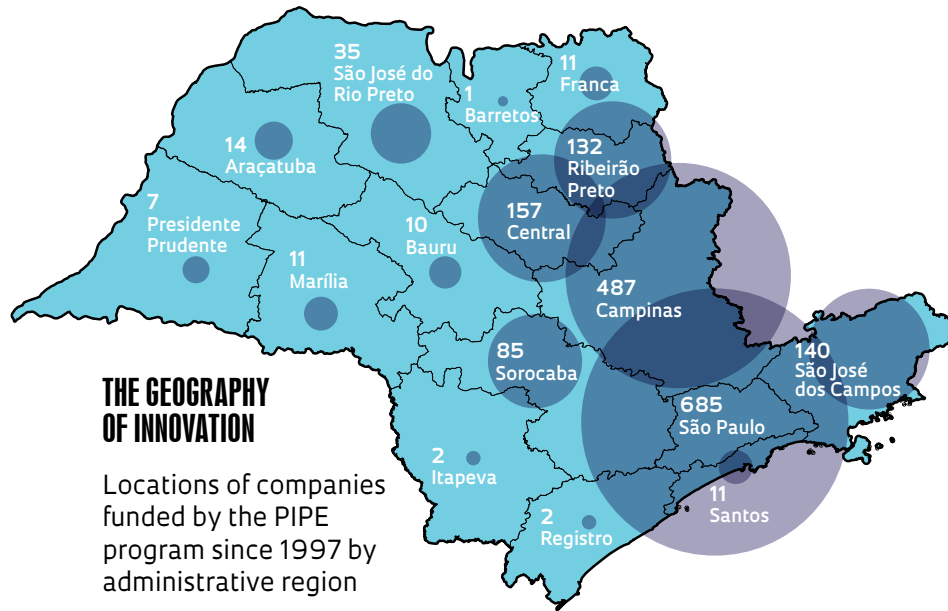 35
São José do
Rio Preto
11
Franca
1
Barretos
14
Araçatuba
132
Ribeirão
Preto
7
Presidente
Prudente
10
Bauru
157
Central
11
Marília
487
Campinas
85
Sorocaba
140
São José
dos Campos
685
São Paulo
2
Itapeva
11
Santos
2
Registro
THE GEOGRAPHY
OF INNOVATION
Locations of companies
funded by the PIPE
program since 1997 by
administrative region